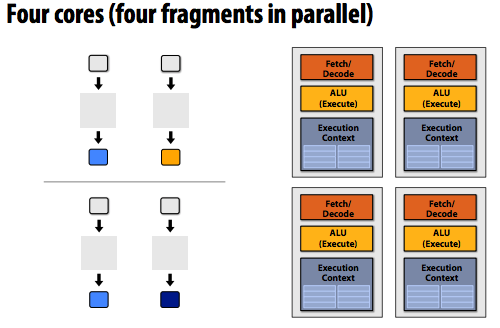 Four cores (four fragments in parallel)
Fetch/
Decode
ALU
(Execute)
Execution
Context
Fetch/
Decode
ALU
(Execute)
Execution
Context
Fetch/
Decode
ALU
(Execute)
Execution
Context
Fetch/
Decode
ALU
(Execute)
Execution
Context